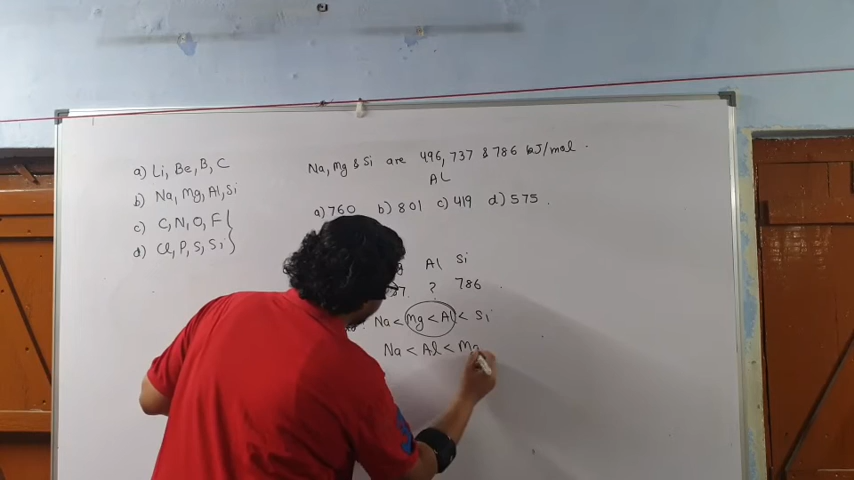 a) Li, Be, B, C
b) Na, Mg, Al, Si
c) C, N, O, F
d) Cl, P, S, Si
Na, Mg & Si are 496, 737 & 786 kJ/mol.
AL
a) 760 b) 801 c) 419 d) 575.
Al Si
37 ? 786
Na < Mg < Al < Si
Na < Al < Mg